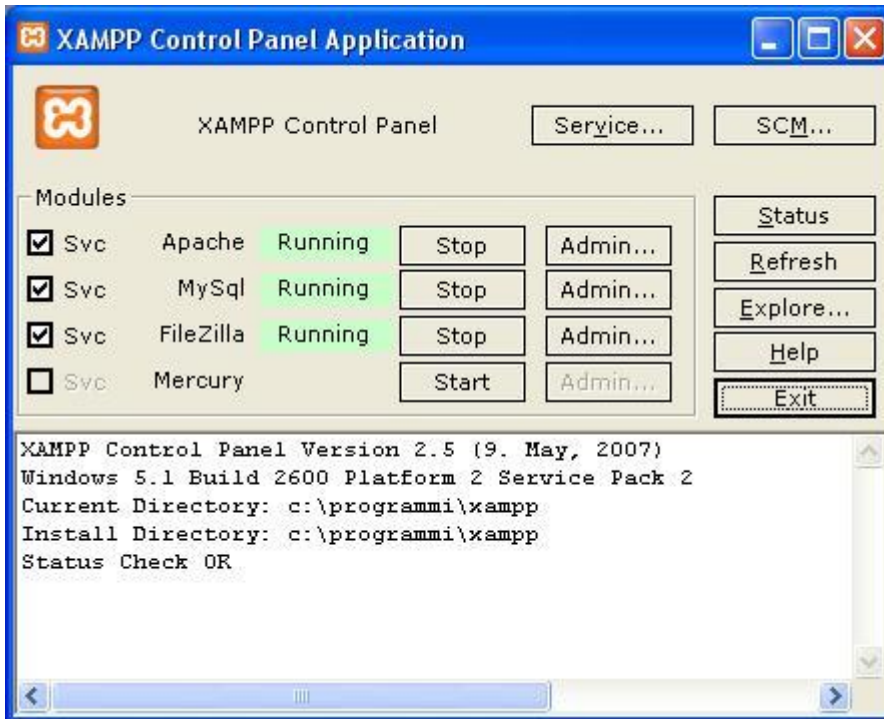 XAMPP Control Panel Application
XAMPP Control Panel
Service...
SCM...
Modules
Svc Apache Running Stop Admin...
Svc MySql Running Stop Admin...
Svc FileZilla Running Stop Admin...
Svc Mercury Start Admin...
Status
Refresh
Explore...
Help
Exit
XAMPP Control Panel Version 2.5 (9. May, 2007)
Windows 5.1 Build 2600 Platform 2 Service Pack 2
Current Directory: c:\programmi\xampp
Install Directory: c:\programmi\xampp
Status Check OR